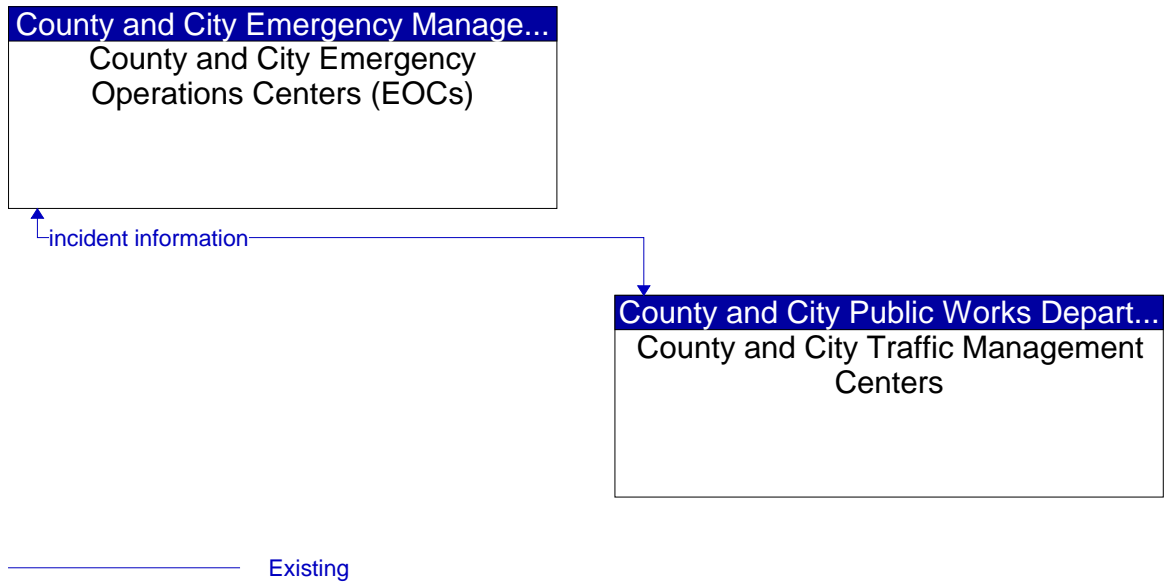 County and City Emergency Manage...
County and City Emergency
Operations Centers (EOCs)
incident information
County and City Public Works Depart...
County and City Traffic Management
Centers
Existing